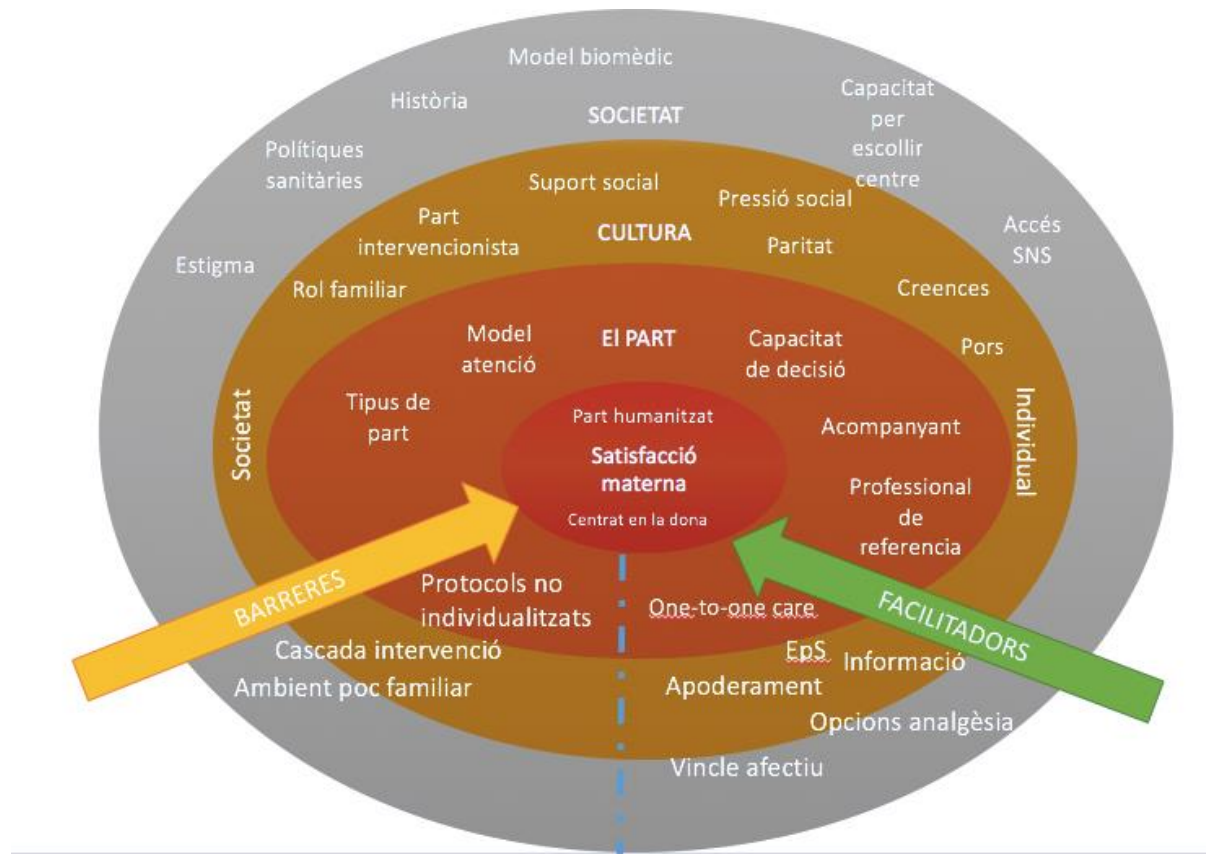 Model biomèdic
Història
SOCIETAT
Capacitat
per
escollir
centre
Polítiques
sanitàries
Suport social
Pressió social
Part
intervencionista
CULTURA
Paritat
Accés
SNS
Estigma
Rol familiar
Creences
Model
atenció
El PART
Capacitat
de decisió
Pors
Societat
Tipus de
part
Part humanitzat
Satisfacció
materna
Centrat en la dona
Acompanyant
Individual
Professional
de
referencia
BARRERES
FACILITADORS
Protocols no
individualitzats
One-to-one care
Cascada intervenció
EpS
Informació
Ambient poc familiar
Apoderament
Opcions analgèsia
Vincle afectiu